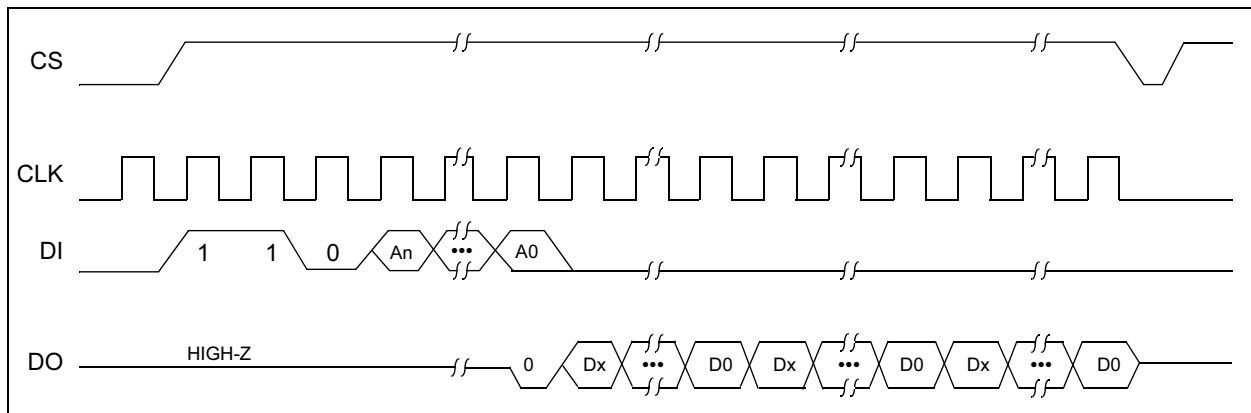 CS
CLK
DI 1 1 0 An ••• A0
HIGH-Z
DO 0 Dx ••• D0 Dx ••• D0 Dx ••• D0